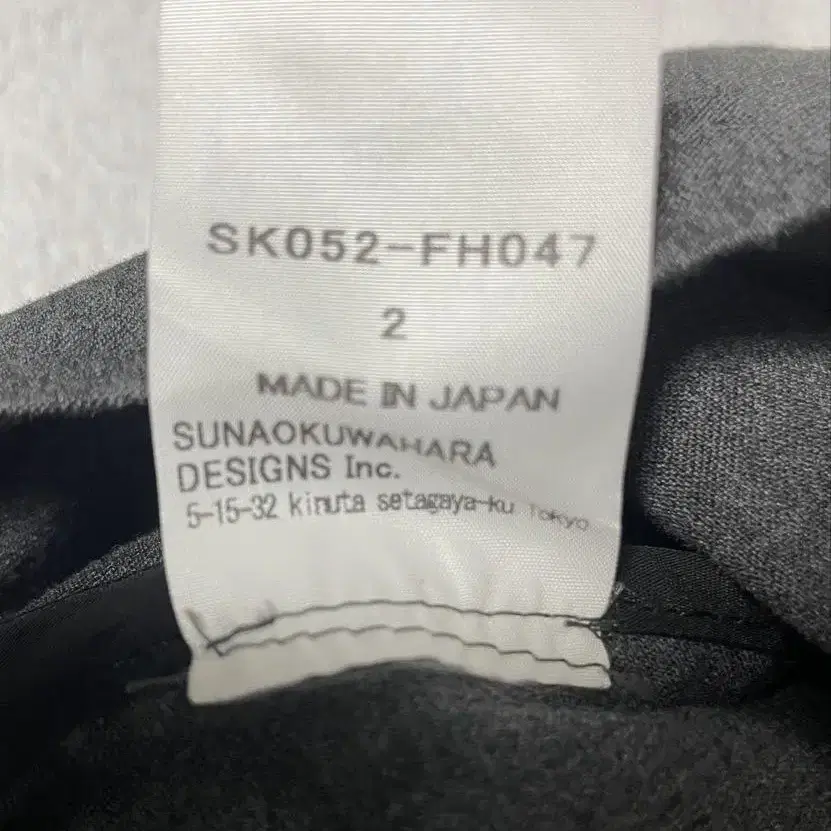 SK052-FH047
2
MADE IN JAPAN
SUNAOKUWAHARA
DESIGNS Inc.
5-15-32 kinuta setagaya-ku Tokyo